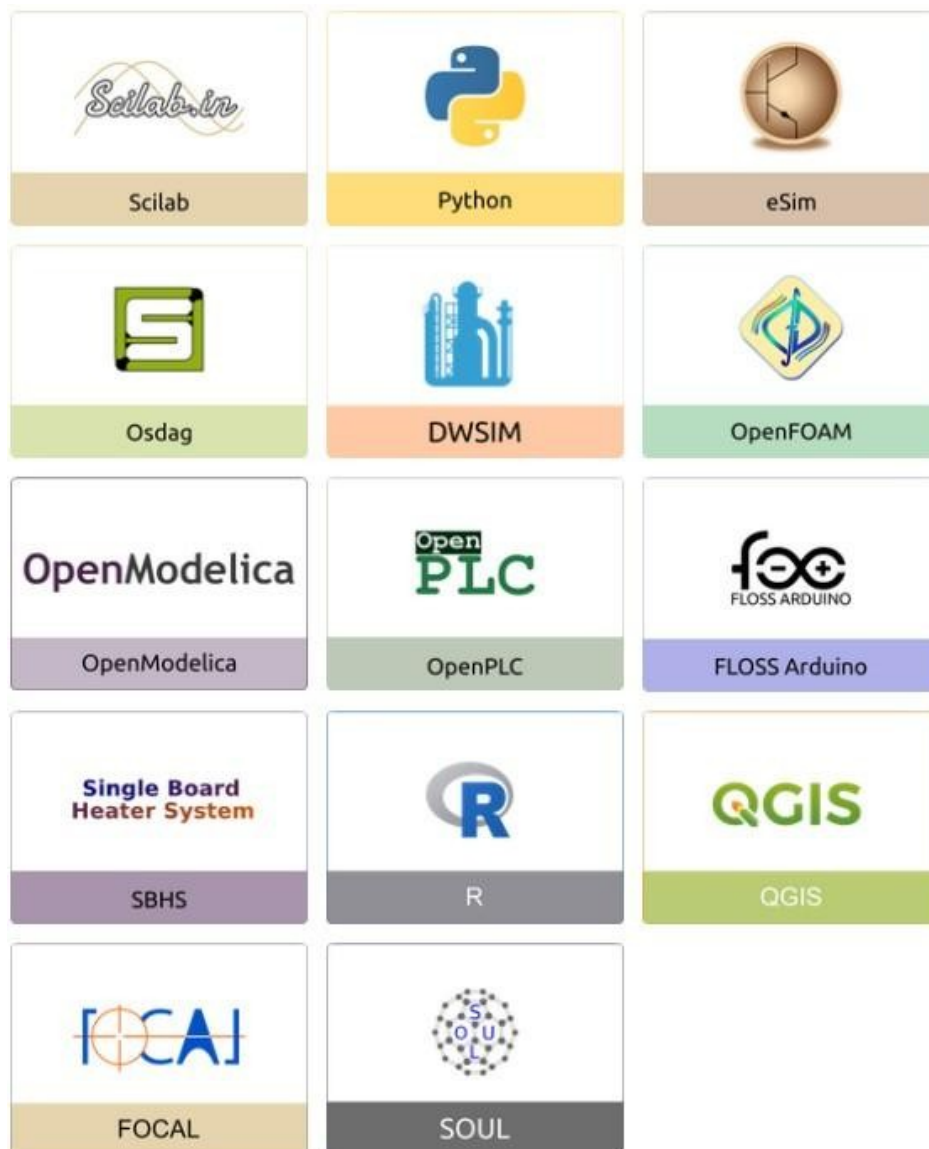 Scilab.in
Scilab
Python
eSim
S
Osdag
DWSIM
OpenFOAM
OpenModelica
OpenModelica
Open
PLC
OpenPLC
FLOSS ARDUINO
FLOSS Arduino
Single Board
Heater System
SBHS
R
R
QGIS
QGIS
FOCAL
FOCAL
S
O U
L
SOUL